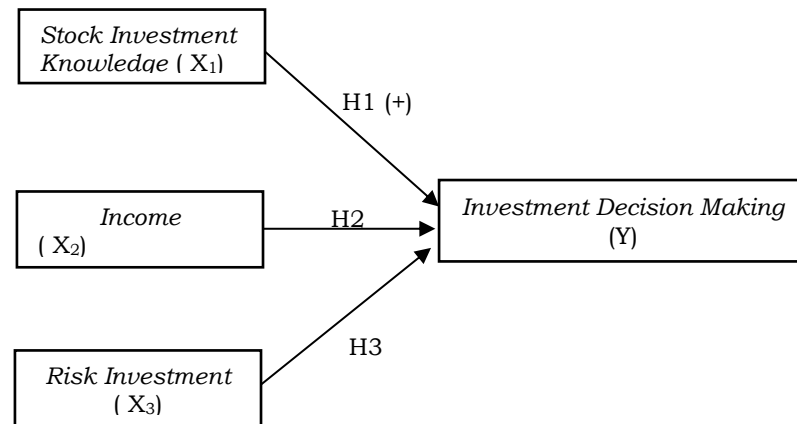 Stock Investment
Knowledge ( X₁)
H1 (+)
Income
( X₂)
H2
Investment Decision Making
(Y)
H3
Risk Investment
( X₃)